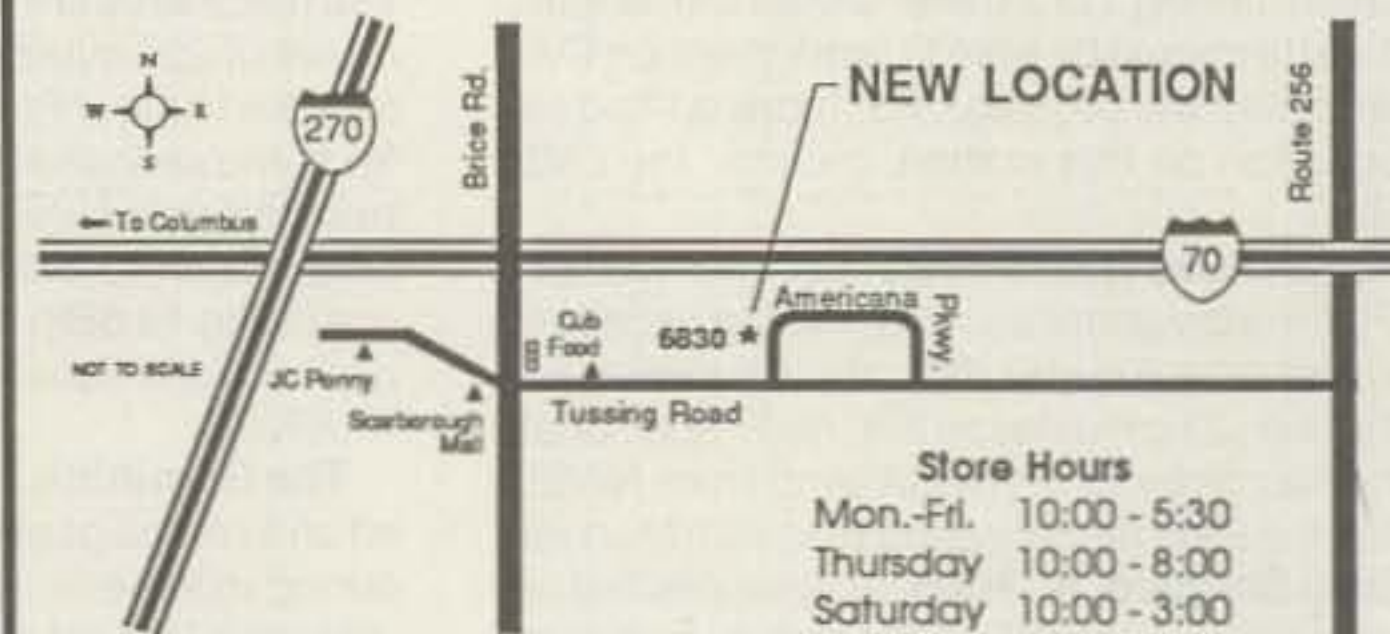 N
W E
S
270
Brice Rd.
NEW LOCATION
Route 256
To Columbus
70
Americana Pkwy.
Cub
Food
6830 *
NOT TO SCALE
JC Penny
Scarborough
Mall
Tussing Road
Store Hours
Mon.-Fri. 10:00 - 5:30
Thursday 10:00 - 8:00
Saturday 10:00 - 3:00